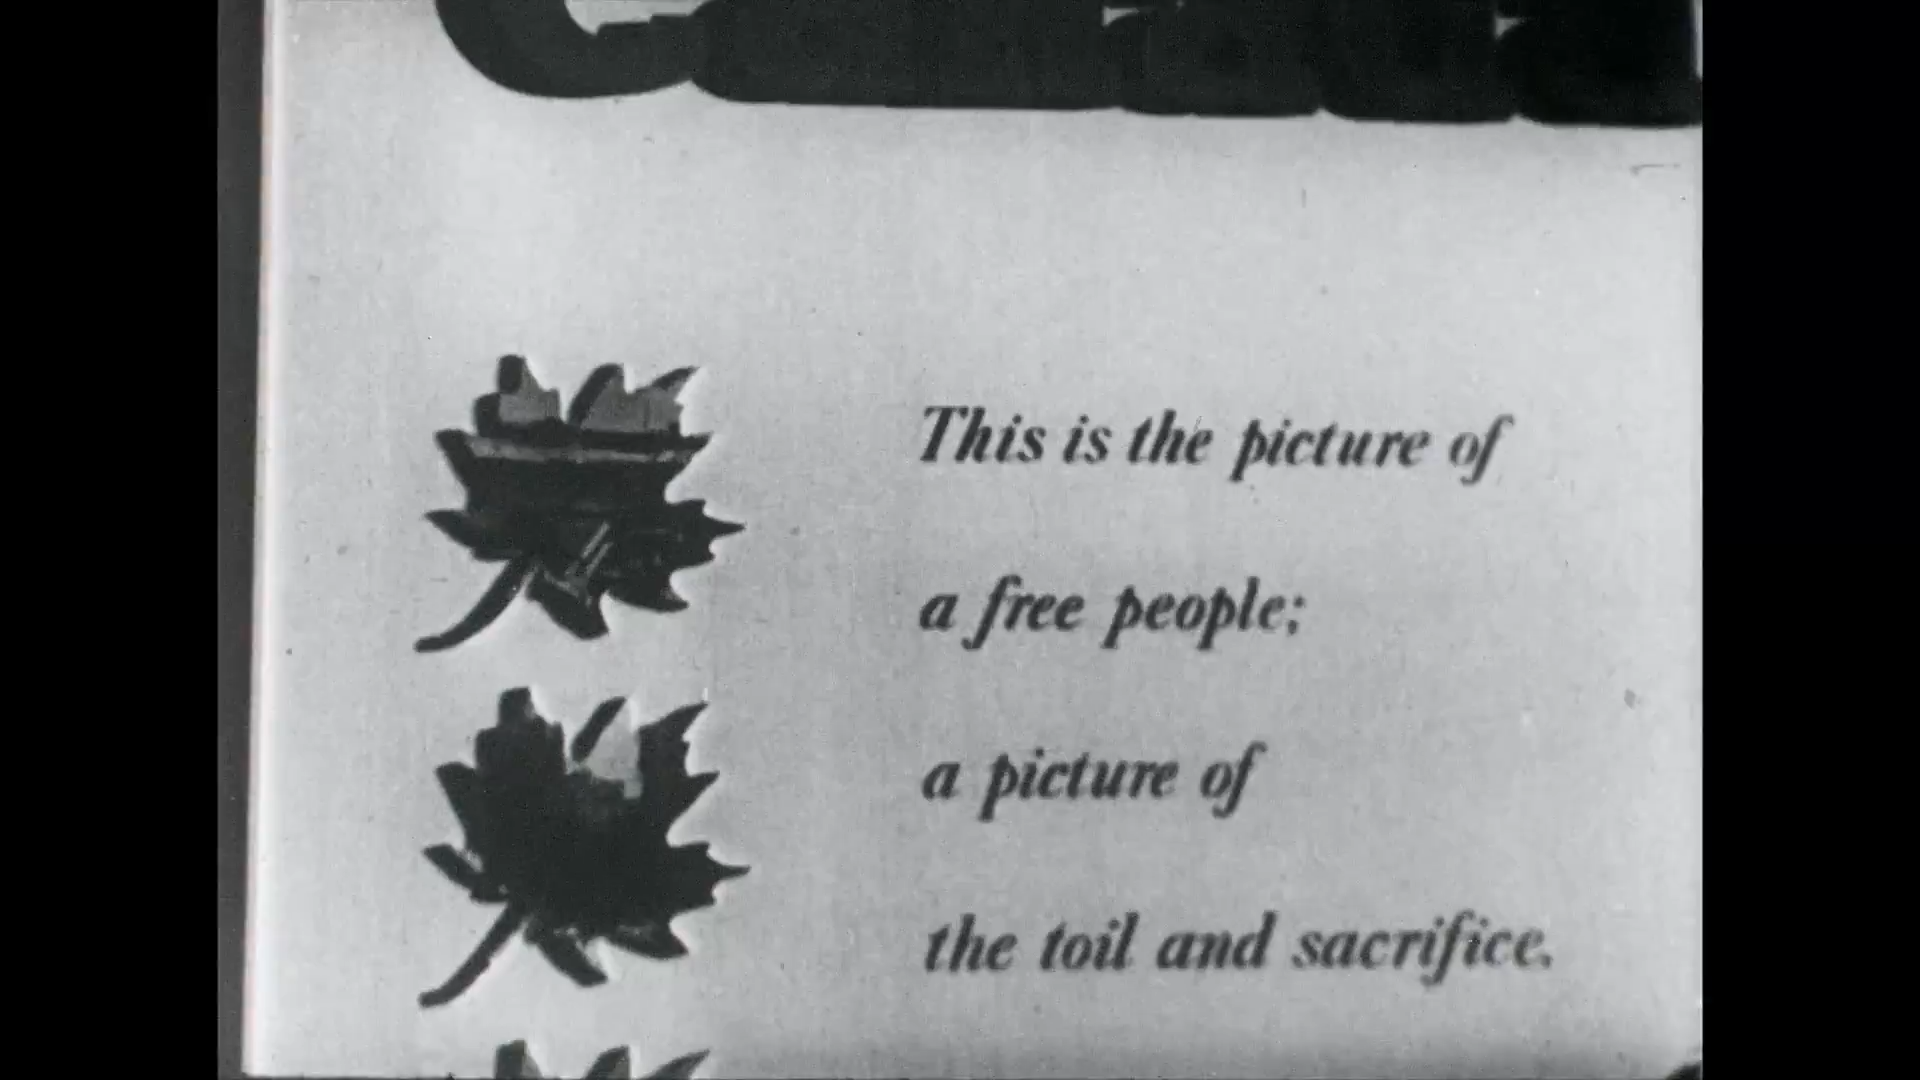 This is the picture of
a free people;
a picture of
the toil and sacrifice.